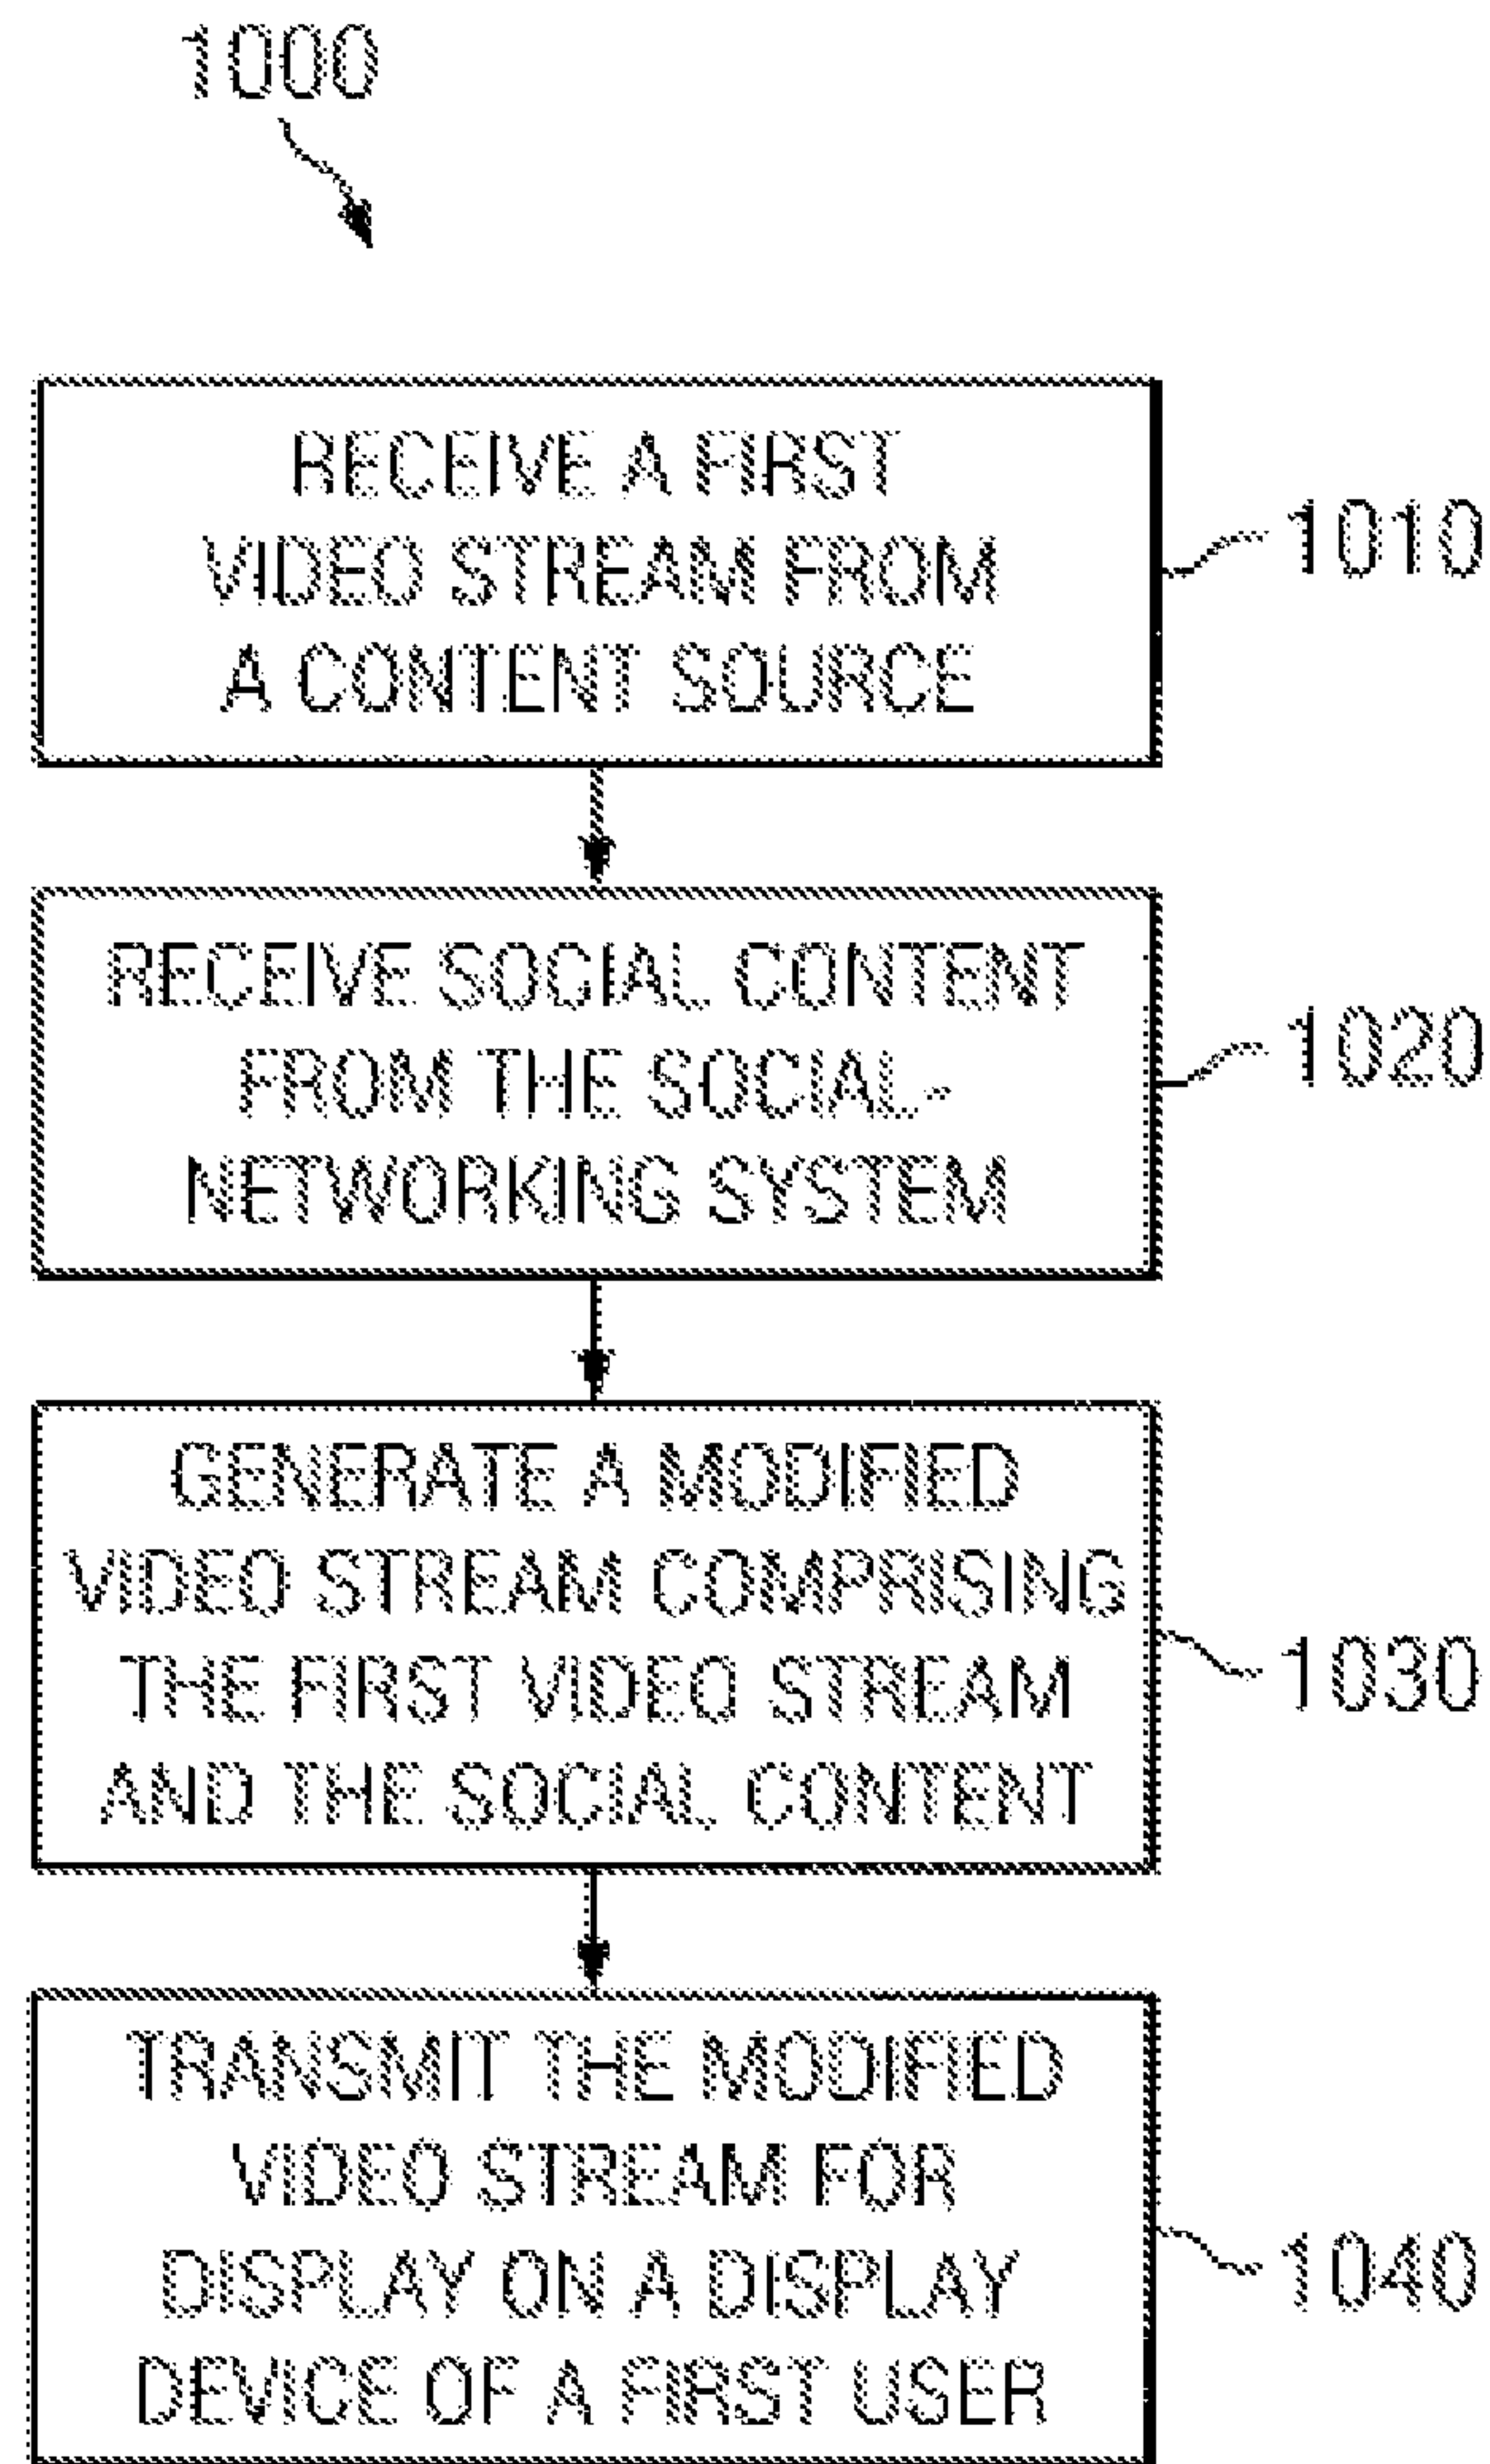 1000
RECEIVE A FIRST
VIDEO STREAM FROM
A CONTENT SOURCE
1010
RECEIVE SOCIAL CONTENT
FROM THE SOCIAL-
NETWORKING SYSTEM
1020
GENERATE A MODIFIED
VIDEO STREAM COMPRISING
THE FIRST VIDEO STREAM
AND THE SOCIAL CONTENT
1030
TRANSMIT THE MODIFIED
VIDEO STREAM FOR
DISPLAY ON A DISPLAY
DEVICE OF A FIRST USER
1040